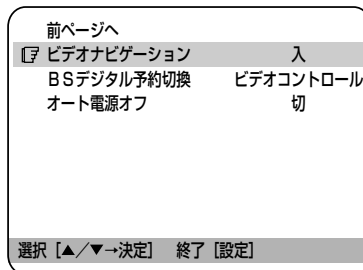 前ページへ
☞ ビデオナビゲーション 入
ＢＳデジタル予約切換 ビデオコントロール
オート電源オフ 切
選択［▲／▼→決定］ 終了［設定］